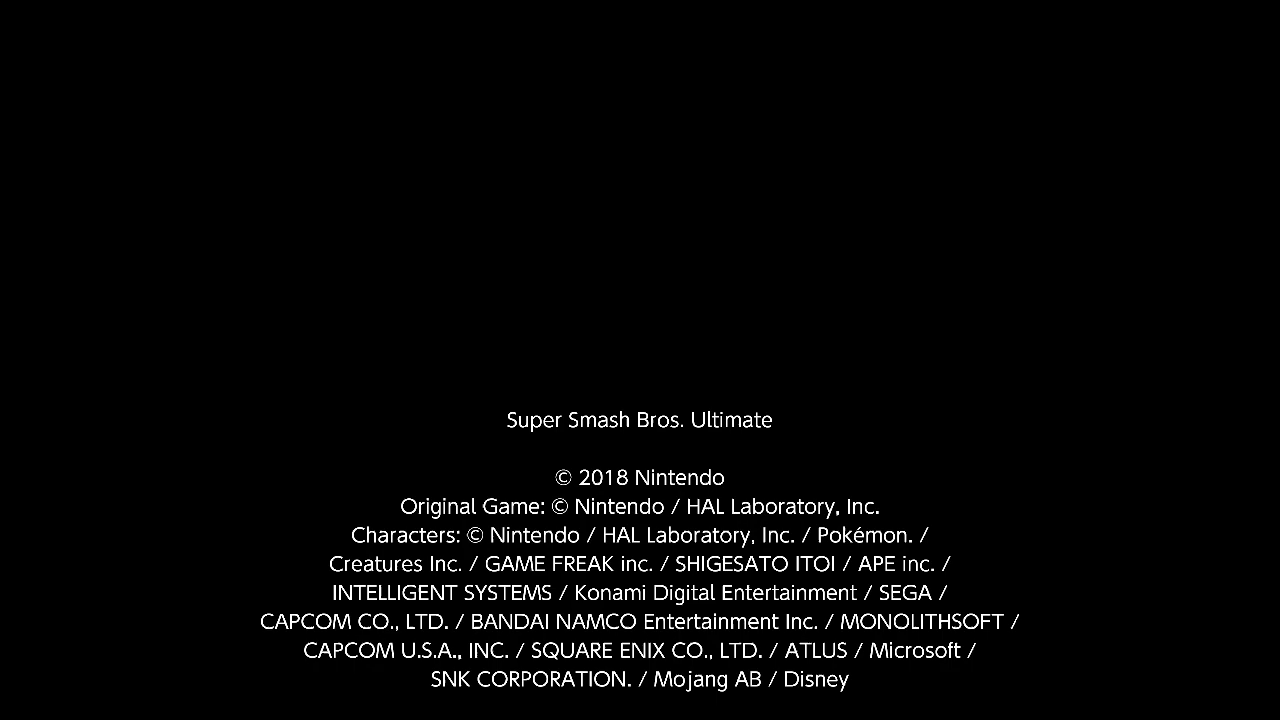 Super Smash Bros. Ultimate
© 2018 Nintendo
Original Game: © Nintendo / HAL Laboratory, Inc.
Characters: © Nintendo / HAL Laboratory, Inc. / Pokémon. /
Creatures Inc. / GAME FREAK inc. / SHIGESATO ITOI / APE inc. /
INTELLIGENT SYSTEMS / Konami Digital Entertainment / SEGA /
CAPCOM CO., LTD. / BANDAI NAMCO Entertainment Inc. / MONOLITHSOFT /
CAPCOM U.S.A., INC. / SQUARE ENIX CO., LTD. / ATLUS / Microsoft /
SNK CORPORATION. / Mojang AB / Disney